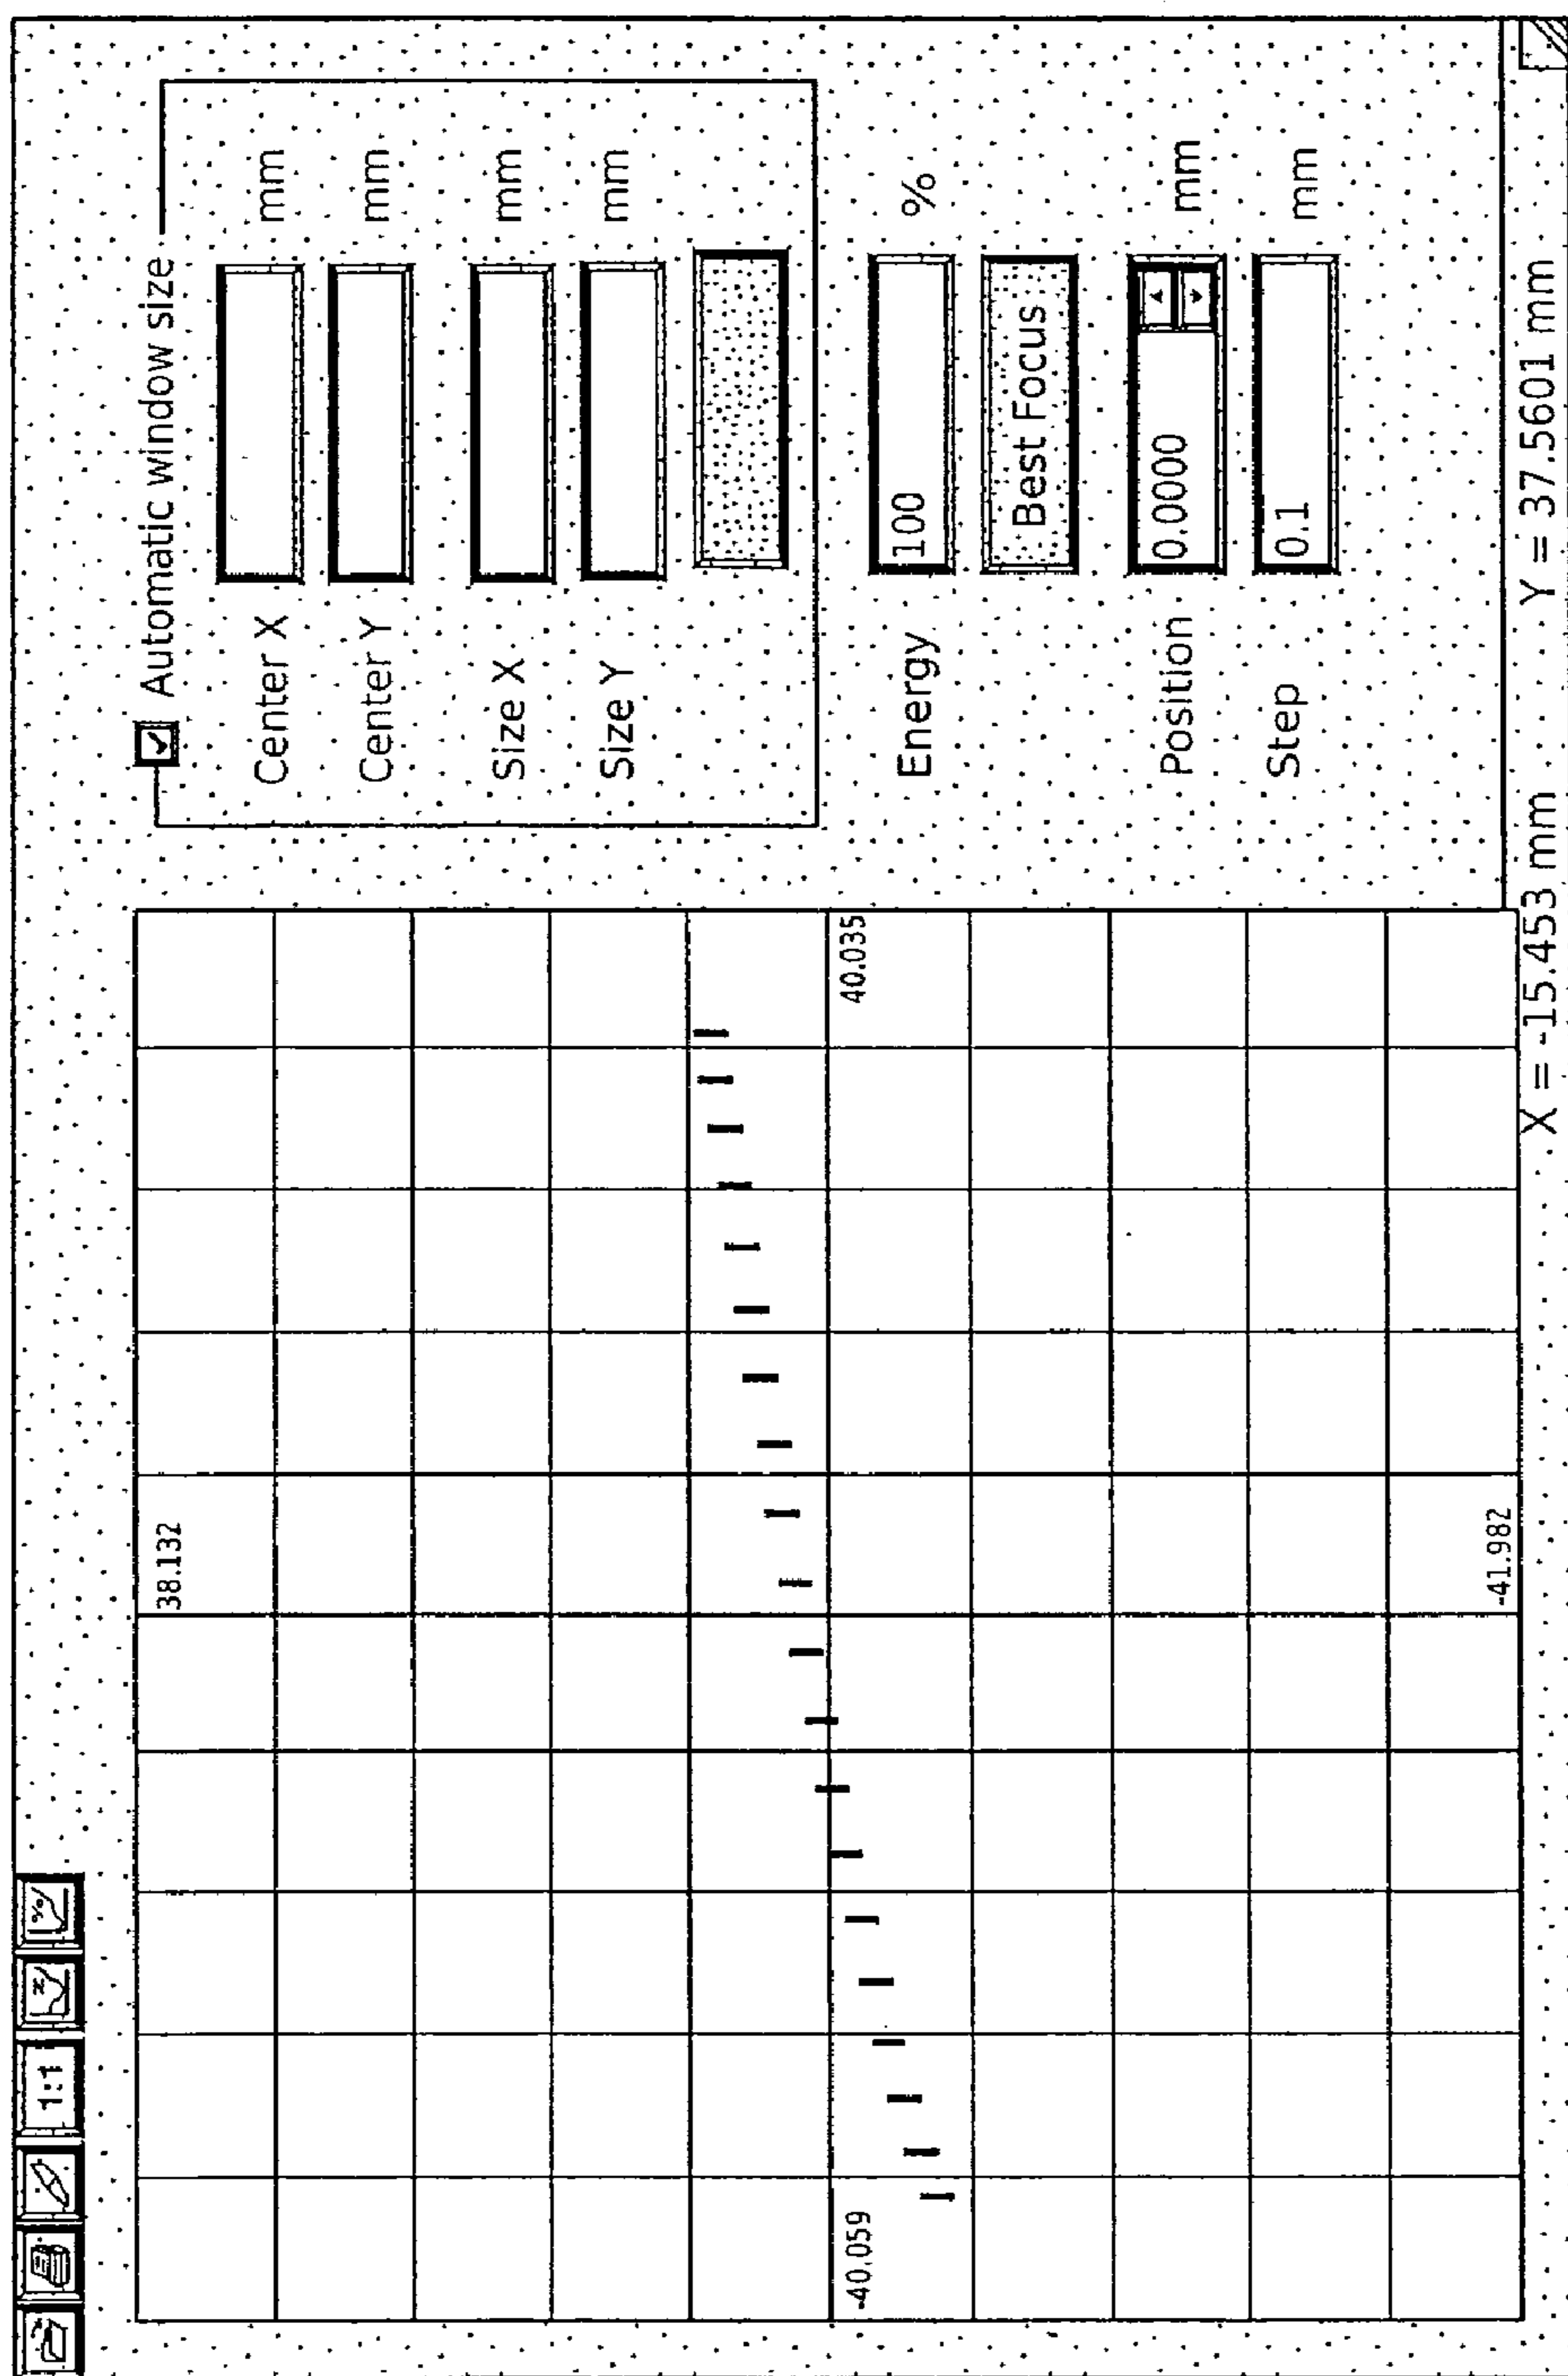 1:1
38.132
-40.059
40.035
-41.982
Automatic window size
Center X mm
Center Y mm
Size X mm
Size Y mm
Energy 100 %
Best Focus
Position 0.0000 mm
Step 0.1 mm
X = -15.453 mm Y = 37.5601 mm